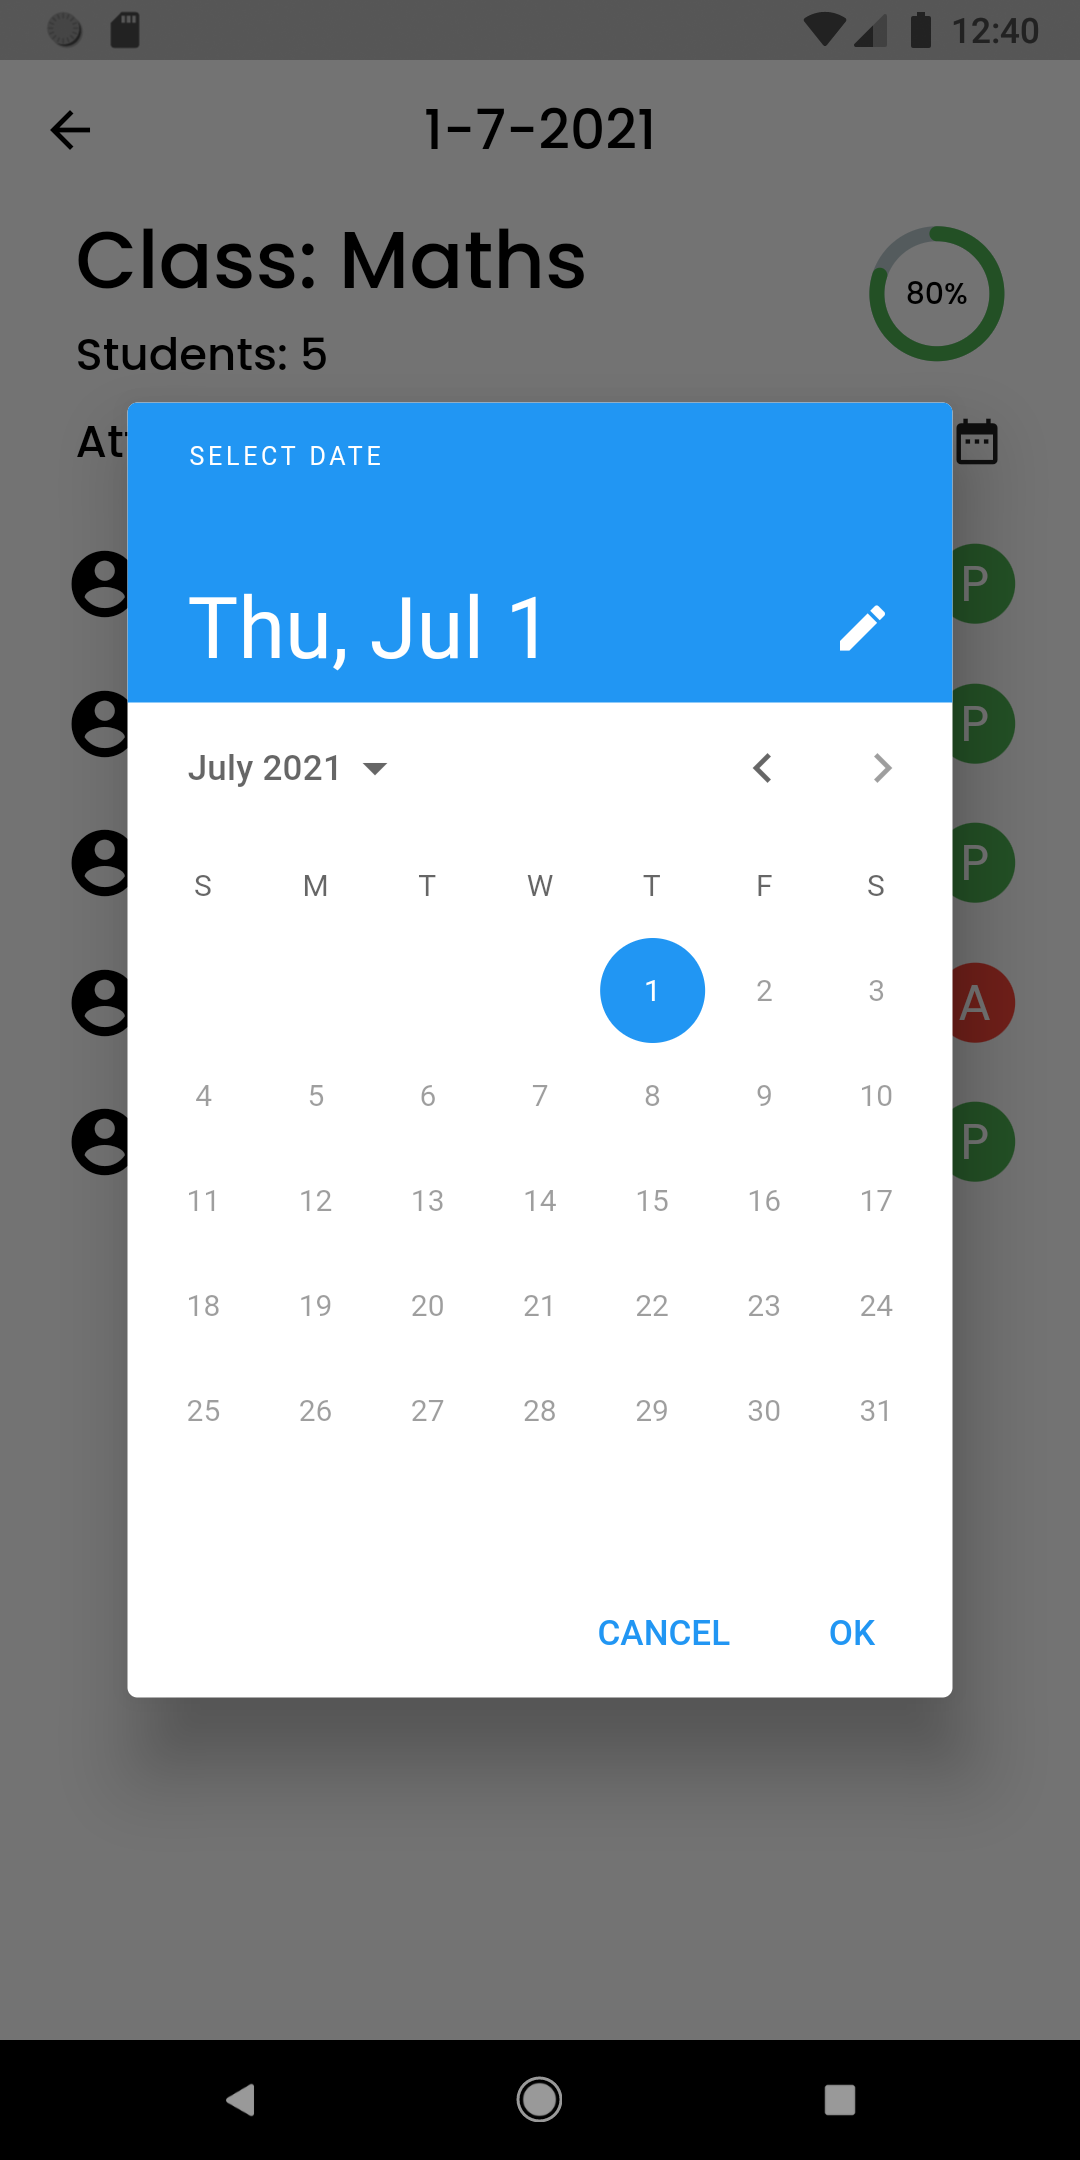 12:40
1-7-2021
Class: Maths
80%
Students: 5
SELECT DATE
Thu, Jul 1
P
P
July 2021
P
S M T W T F S
1 2 3
A
4 5 6 7 8 9 10
P
11 12 13 14 15 16 17
18 19 20 21 22 23 24
25 26 27 28 29 30 31
CANCEL OK